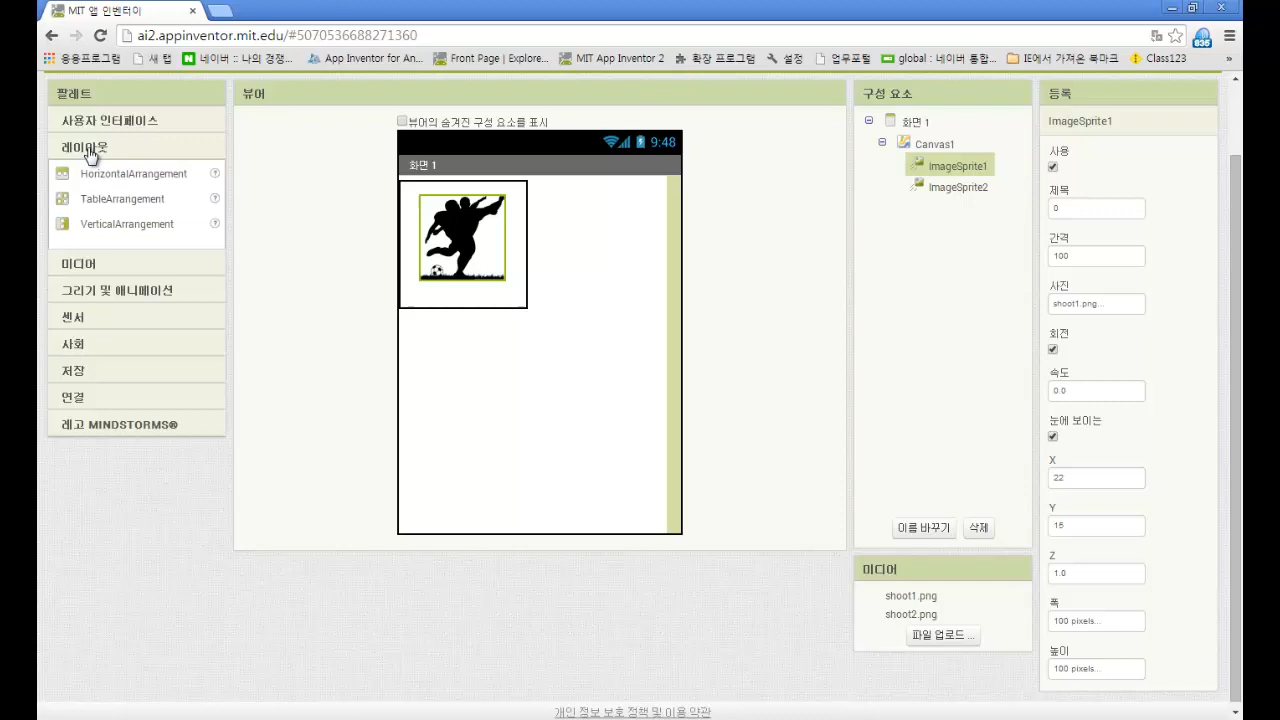 MIT 앱 인벤터이
ai2.appinventor.mit.edu/#5070536688271360
835
응용프로그램
새 탭
네이버 :: 나의 경쟁...
App Inventor for An...
Front Page | Explore...
MIT App Inventor 2
확장 프로그램
설정
업무포털
global : 네이버 통합...
IE에서 가져온 북마크
Class123
»
팔레트
사용자 인터페이스
레이아웃
HorizontalArrangement
TableArrangement
VerticalArrangement
미디어
그리기 및 애니메이션
센서
사회
저장
연결
레고 MINDSTORMS®
뷰어
뷰어의 숨겨진 구성 요소를 표시
9:48
화면 1
구성 요소
화면 1
Canvas1
ImageSprite1
ImageSprite2
이름 바꾸기
삭제
미디어
shoot1.png
shoot2.png
파일 업로드 ...
등록
ImageSprite1
사용
제목
0
간격
100
사진
shoot1.png...
회전
속도
0.0
눈에 보이는
X
22
Y
15
Z
1.0
폭
100 pixels...
높이
100 pixels...
개인 정보 보호 정책 및 이용 약관